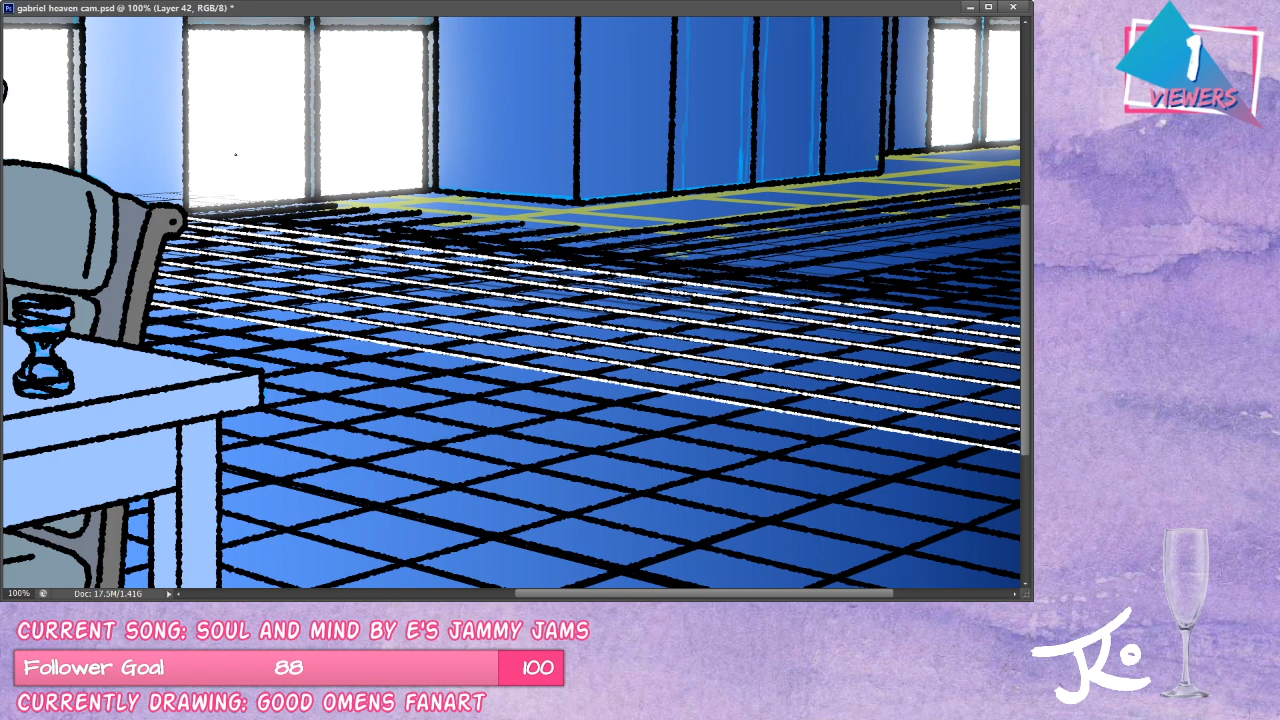 gabriel heaven cam.psd @ 100% (Layer 42, RGB/8) *
1
VIEWERS
100%
Doc: 17.5M/1.41G
CURRENT SONG: SOUL AND MIND BY E'S JAMMY JAMS
Follower Goal 88 100
CURRENTLY DRAWING: GOOD OMENS FANART